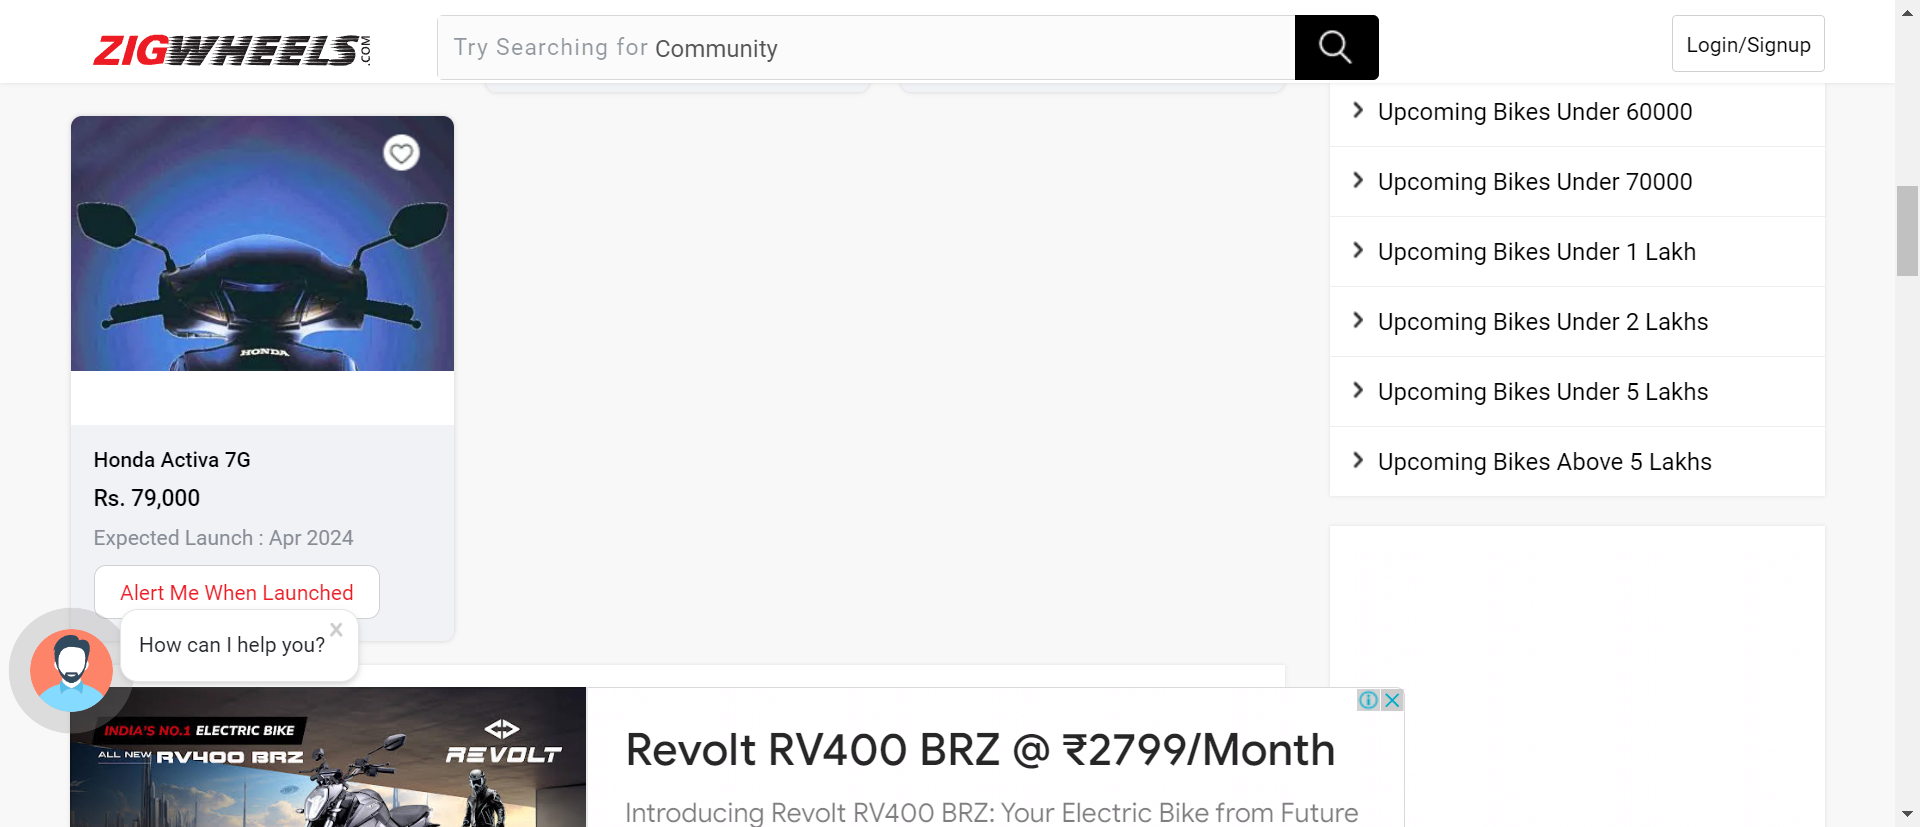 ZIGWHEELS.COM
Try Searching for Community
Login/Signup
HONDA
Honda Activa 7G
Rs. 79,000
Expected Launch : Apr 2024
Alert Me When Launched
How can I help you?
Upcoming Bikes Under 60000
Upcoming Bikes Under 70000
Upcoming Bikes Under 1 Lakh
Upcoming Bikes Under 2 Lakhs
Upcoming Bikes Under 5 Lakhs
Upcoming Bikes Above 5 Lakhs
INDIA'S NO.1 ELECTRIC BIKE
ALL NEW RV400 BRZ
REVOLT
Revolt RV400 BRZ @ ₹2799/Month
Introducing Revolt RV400 BRZ: Your Electric Bike from Future